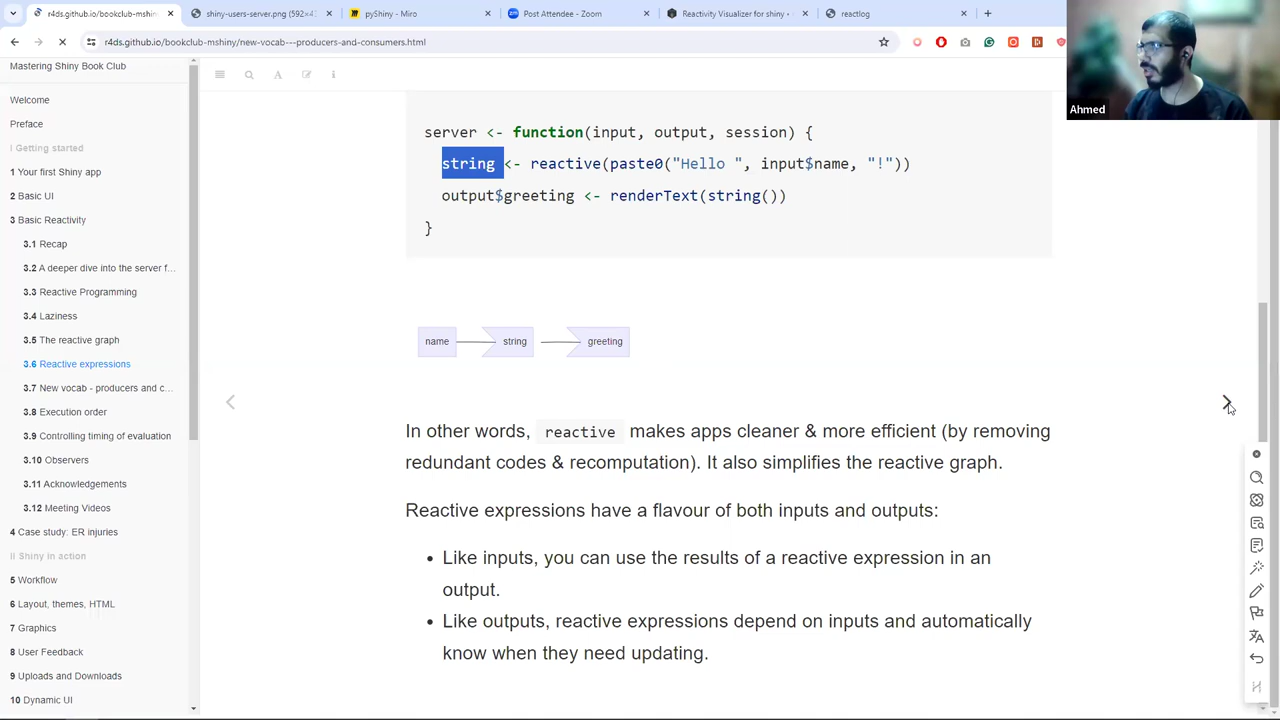 r4ds.github.io/bookclub-mshin
shiny-users-server.png (592×4
pyShiny - Miro
Post Attendee - Zoom
Reactivity Visualizer for shiny •
reactlog
r4ds.github.io/bookclub-mshiny/new-vocab---producers-and-consumers.html
Ahmed
Mastering Shiny Book Club
Welcome
Preface
I Getting started
1 Your first Shiny app
2 Basic UI
3 Basic Reactivity
3.1 Recap
3.2 A deeper dive into the server f...
3.3 Reactive Programming
3.4 Laziness
3.5 The reactive graph
3.6 Reactive expressions
3.7 New vocab - producers and c...
3.8 Execution order
3.9 Controlling timing of evaluation
3.10 Observers
3.11 Acknowledgements
3.12 Meeting Videos
4 Case study: ER injuries
II Shiny in action
5 Workflow
6 Layout, themes, HTML
7 Graphics
8 User Feedback
9 Uploads and Downloads
10 Dynamic UI
server <- function(input, output, session) {
string <- reactive(paste0("Hello ", input$name, "!"))
output$greeting <- renderText(string())
}
name string greeting
In other words, reactive makes apps cleaner & more efficient (by removing
redundant codes & recomputation). It also simplifies the reactive graph.
Reactive expressions have a flavour of both inputs and outputs:
• Like inputs, you can use the results of a reactive expression in an
output.
• Like outputs, reactive expressions depend on inputs and automatically
know when they need updating.